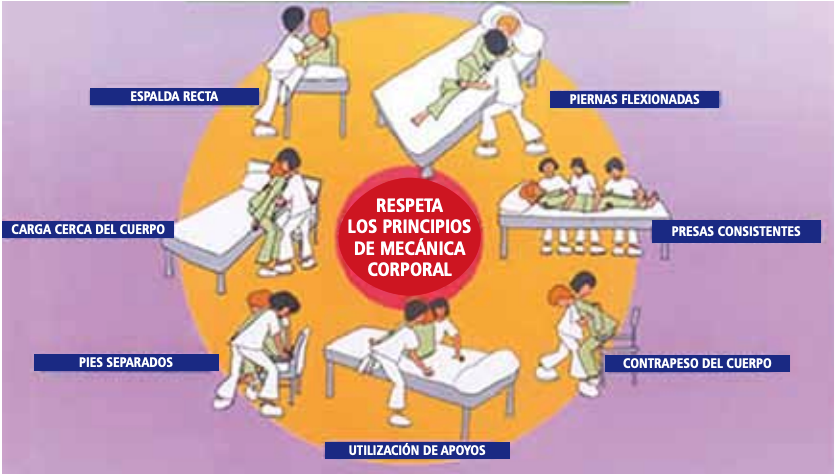 ESPALDA RECTA
PIERNAS FLEXIONADAS
RESPETA
LOS PRINCIPIOS
DE MECÁNICA
CORPORAL
CARGA CERCA DEL CUERPO
PRESAS CONSISTENTES
PIES SEPARADOS
CONTRAPESO DEL CUERPO
UTILIZACIÓN DE APOYOS